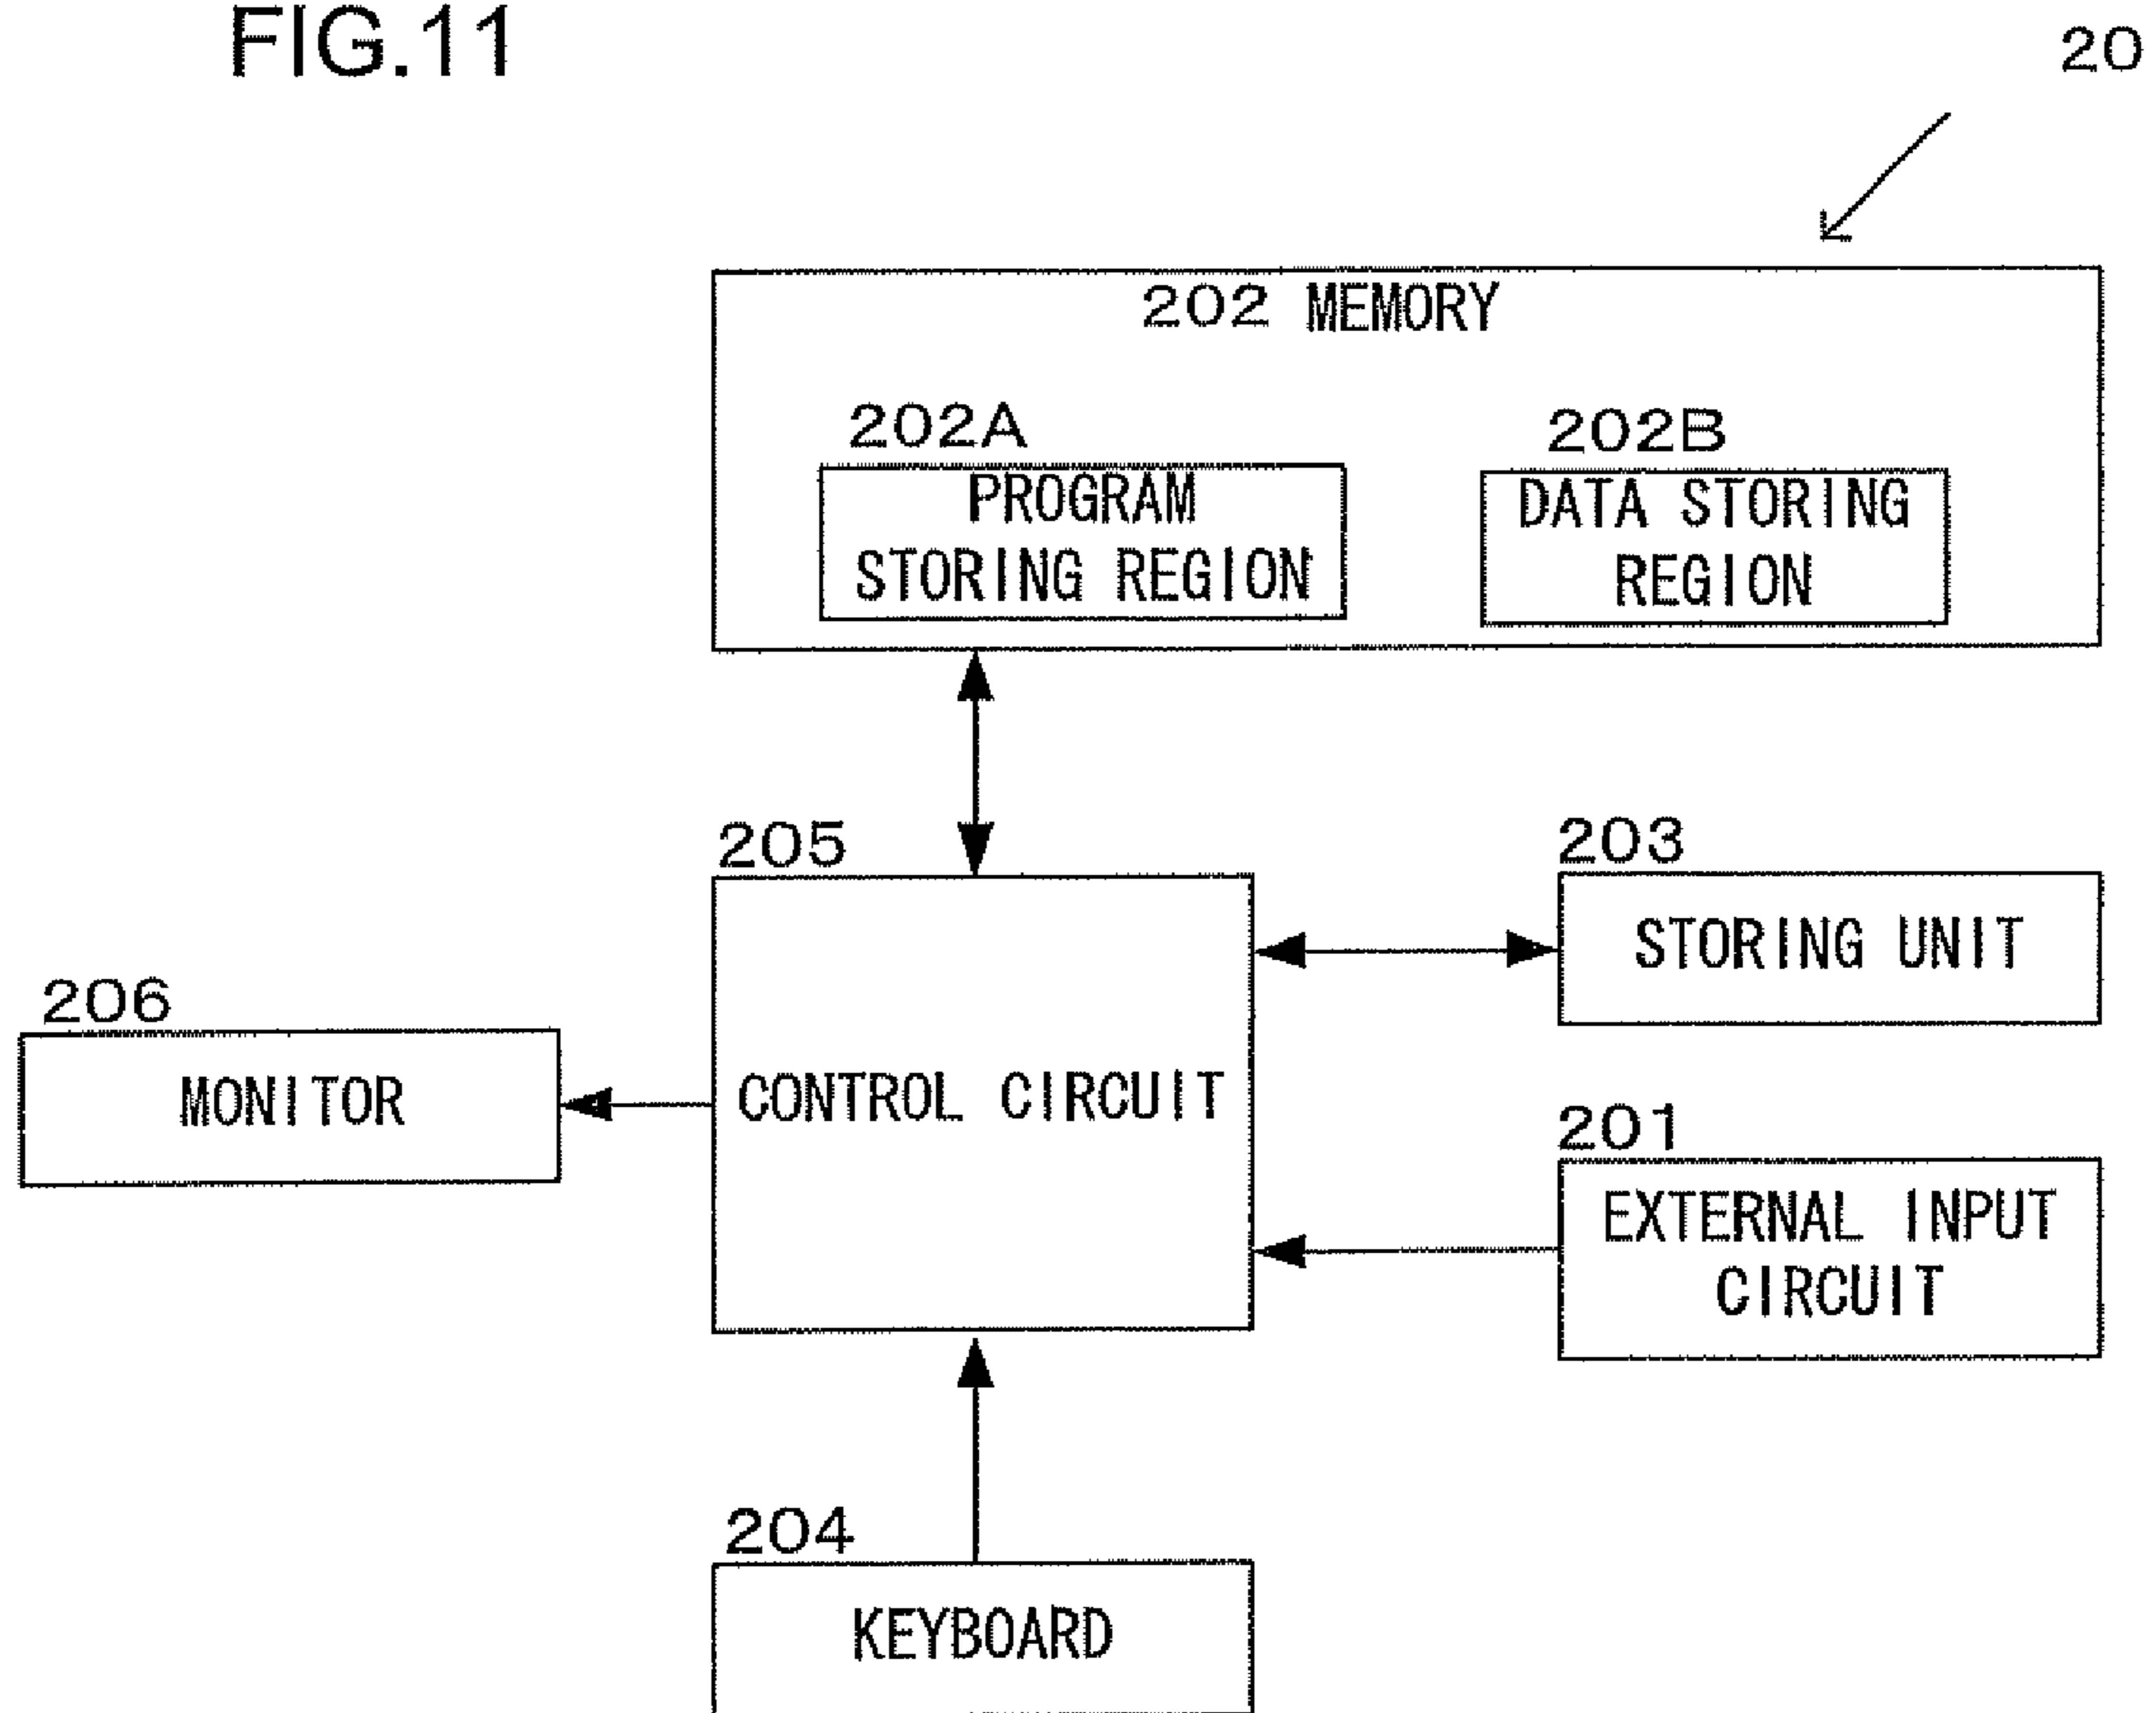 FIG.11
20
202 MEMORY
202A
PROGRAM
STORING REGION
202B
DATA STORING
REGION
205
CONTROL CIRCUIT
203
STORING UNIT
206
MONITOR
201
EXTERNAL INPUT
CIRCUIT
204
KEYBOARD